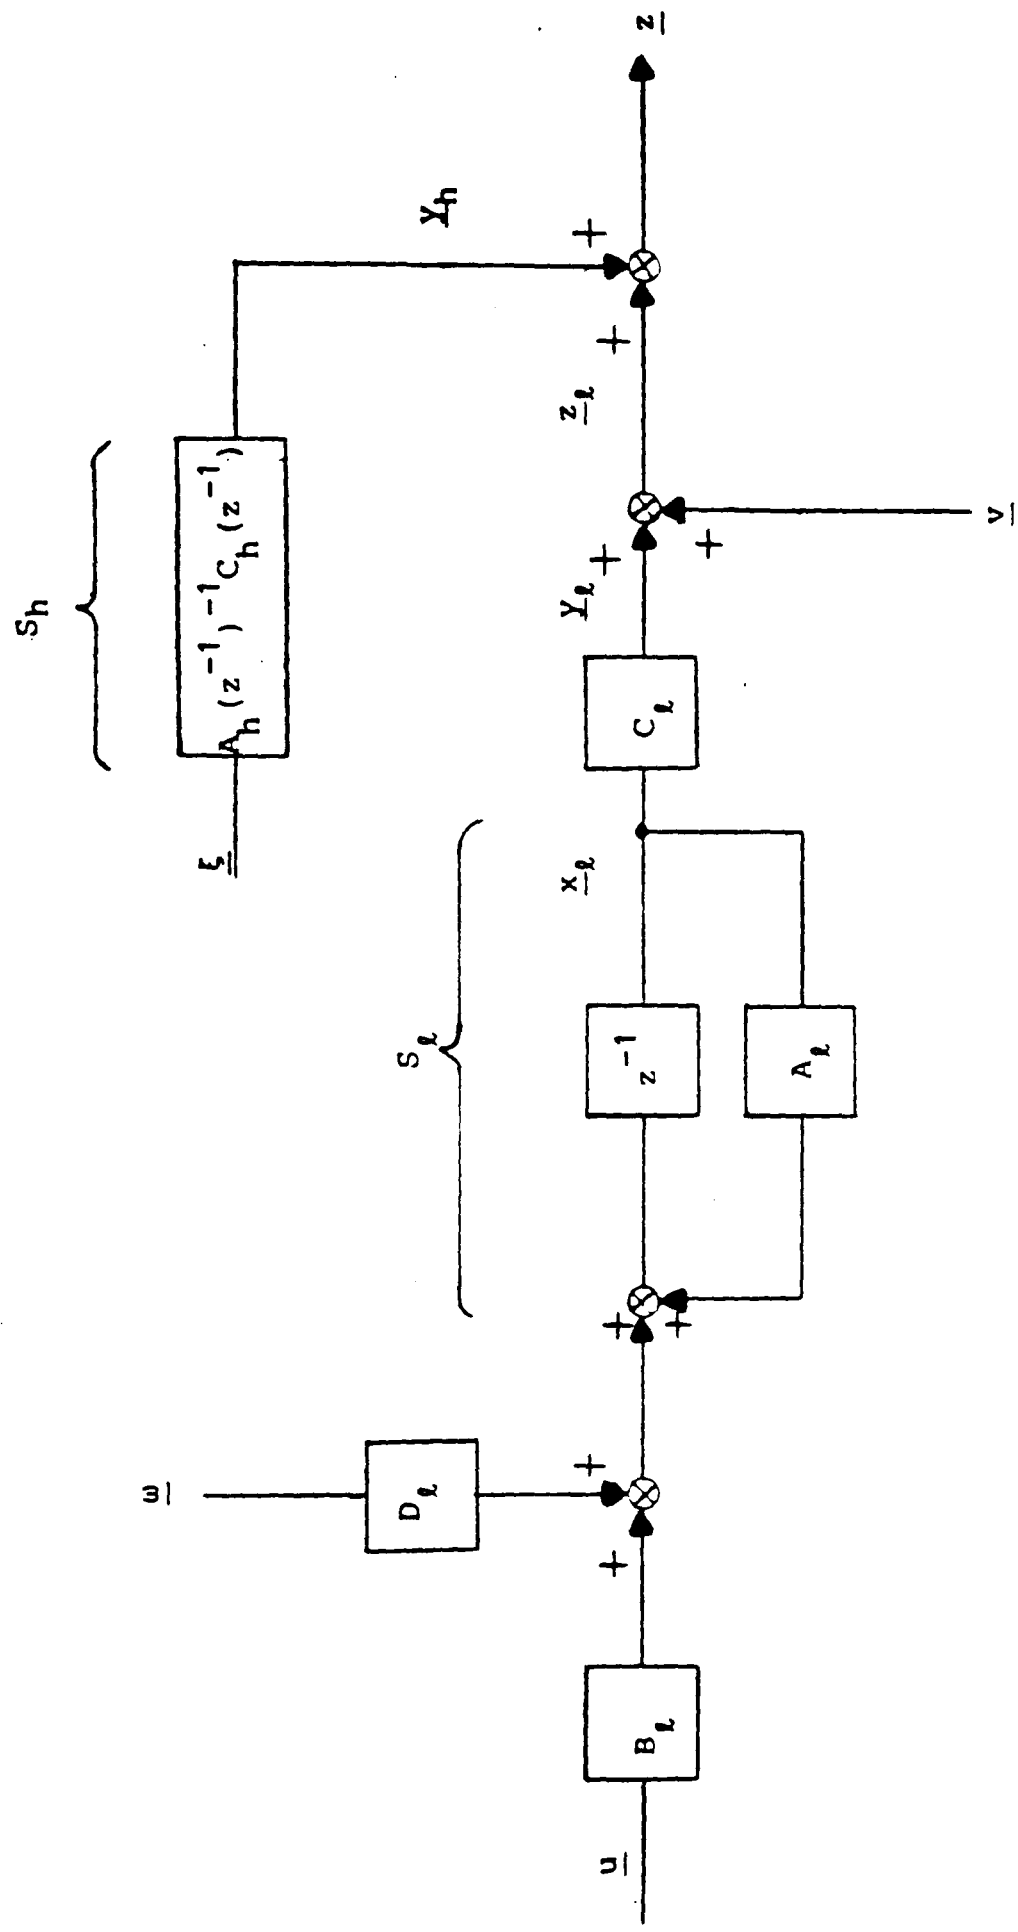 S_h
ξ
A_h(z^-1)^-1 C_h(z^-1)
y_h
S_ℓ
ω
D_ℓ
+
u
B_ℓ
+
+
+
z^-1
A_ℓ
x_ℓ
C_ℓ
y_ℓ
+
+
v
z_ℓ
+
+
z